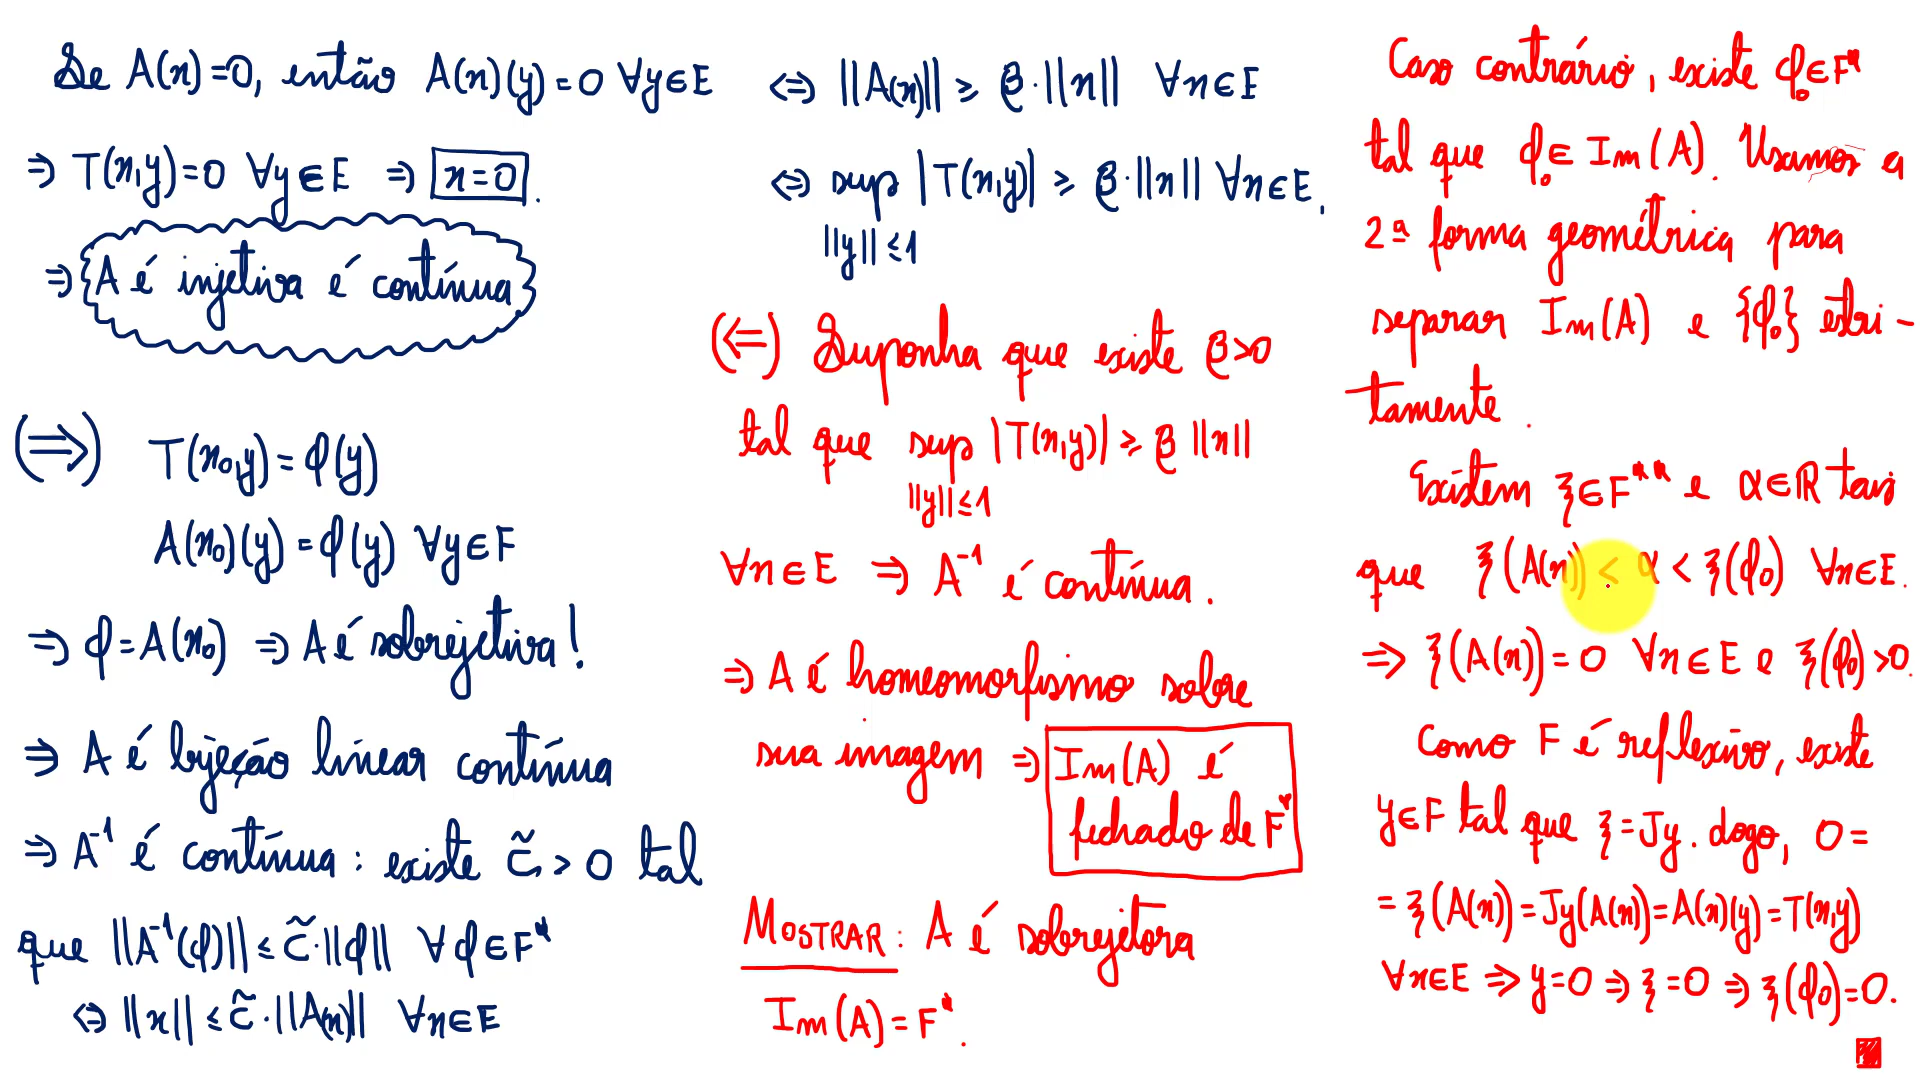 Se A(x)=0, então A(x)(y)=0 ∀y∈E
⇒ T(x,y)=0 ∀y∈E ⇒ x=0.
⇒ A é injetiva é contínua
(⇒) T(x₀,y)=φ(y)
A(x₀)(y)=φ(y) ∀y∈F
⇒ φ=A(x₀) ⇒ A é sobrejetiva!
⇒ A é bijeção linear contínua
⇒ A⁻¹ é contínua: existe c̃>0 tal
que ||A⁻¹(φ)|| ≤ c̃·||φ|| ∀φ∈F*
⇔ ||x|| ≤ c̃·||A(x)|| ∀x∈E
⇔ ||A(x)|| ≥ β·||x|| ∀x∈E
⇔ sup |T(x,y)| ≥ β·||x|| ∀x∈E,
||y||≤1
(⇐) Suponha que existe β>0
tal que sup |T(x,y)| ≥ β ||x||
||y||≤1
∀x∈E ⇒ A⁻¹ é contínua.
⇒ A é homeomorfismo sobre
sua imagem ⇒ Im(A) é
fechado de F*
MOSTRAR: A é sobrejetora
Im(A)=F*.
Caso contrário, existe φ₀∈F*
tal que φ₀∈ Im(A). Usamos a
2ª forma geométrica para
separar Im(A) e {φ₀} estri-
tamente.
Existem ξ∈F** e α∈ℝ tais
que ξ(A(x)) < α < ξ(φ₀) ∀x∈E.
⇒ ξ(A(x))=0 ∀x∈E e ξ(φ₀)>0.
Como F é reflexivo, existe
y∈F tal que ξ=Jy. Logo, 0=
=ξ(A(x))=Jy(A(x))=A(x)(y)=T(x,y)
∀x∈E ⇒ y=0 ⇒ ξ=0 ⇒ ξ(φ₀)=0.